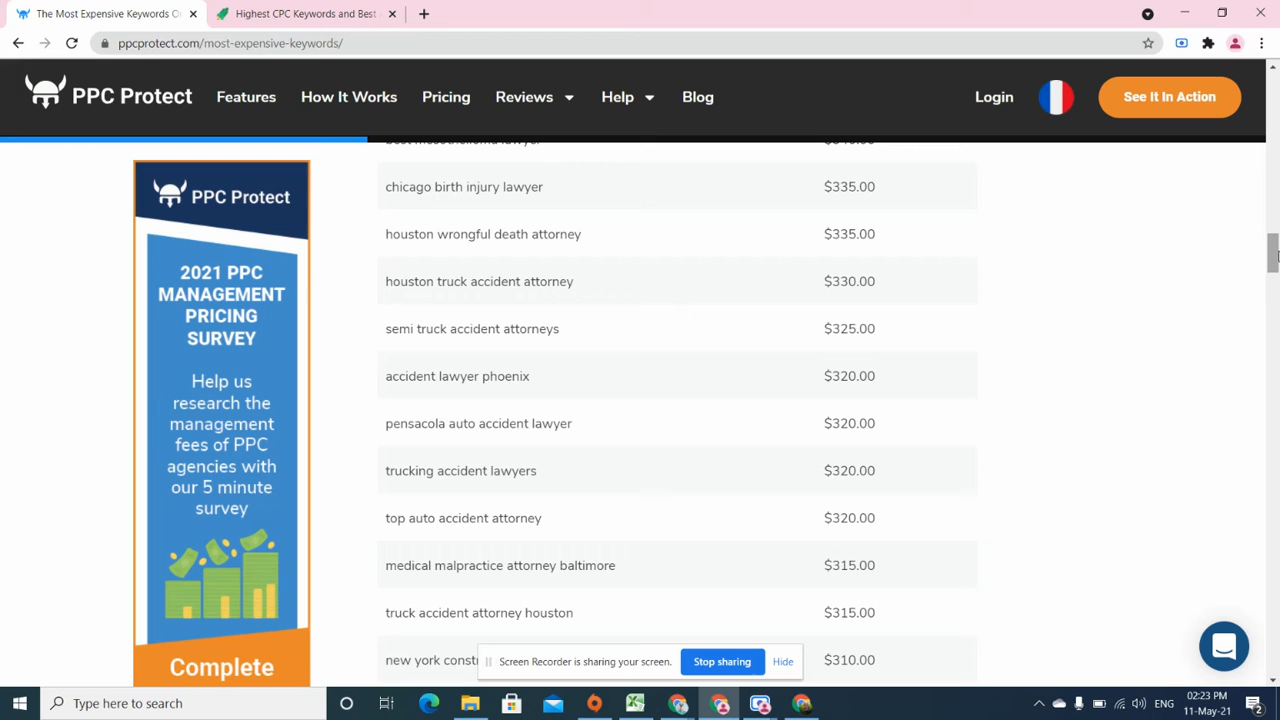 The Most Expensive Keywords O
Highest CPC Keywords and Best
ppcprotect.com/most-expensive-keywords/
PPC Protect
Features
How It Works
Pricing
Reviews
Help
Blog
Login
See It In Action
chicago birth injury lawyer $335.00
houston wrongful death attorney $335.00
houston truck accident attorney $330.00
semi truck accident attorneys $325.00
accident lawyer phoenix $320.00
pensacola auto accident lawyer $320.00
trucking accident lawyers $320.00
top auto accident attorney $320.00
medical malpractice attorney baltimore $315.00
truck accident attorney houston $315.00
new york const $310.00
PPC Protect
2021 PPC
MANAGEMENT
PRICING
SURVEY
Help us
research the
management
fees of PPC
agencies with
our 5 minute
survey
Complete
Screen Recorder is sharing your screen.
Stop sharing
Hide
Type here to search
ENG
02:23 PM
11-May-21
2